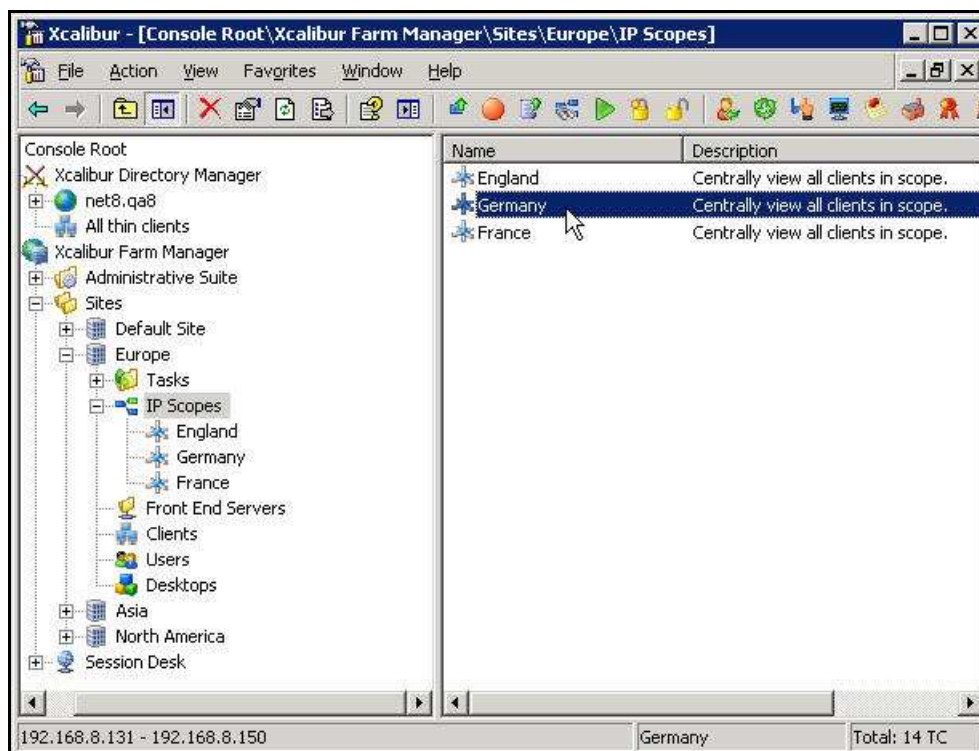 Xcalibur - [Console Root\Xcalibur Farm Manager\Sites\Europe\IP Scopes]
File Action View Favorites Window Help
Console Root
Xcalibur Directory Manager
net8.qa8
All thin clients
Xcalibur Farm Manager
Administrative Suite
Sites
Default Site
Europe
Tasks
IP Scopes
England
Germany
France
Front End Servers
Clients
Users
Desktops
Asia
North America
Session Desk
Name Description
England Centrally view all clients in scope.
Germany Centrally view all clients in scope.
France Centrally view all clients in scope.
192.168.8.131 - 192.168.8.150 Germany Total: 14 TC